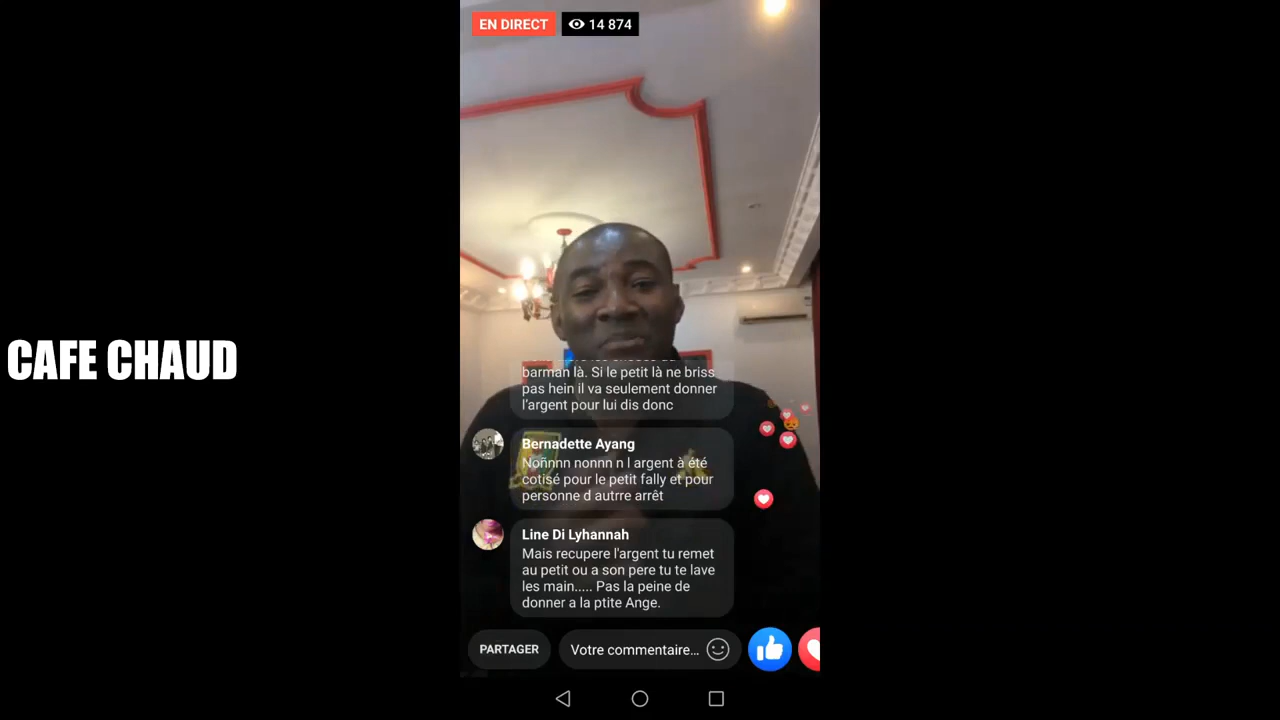 EN DIRECT
14 874
CAFE CHAUD
barman là. Si le petit là ne briss
pas hein il va seulement donner
l'argent pour lui dis donc
Bernadette Ayang
Noñnnn nonnn n l argent à été
cotisé pour le petit fally et pour
personne d autrre arrêt
Line Di Lyhannah
Mais recupere l'argent tu remet
au petit ou a son pere tu te lave
les main..... Pas la peine de
donner a la ptite Ange.
PARTAGER
Votre commentaire...